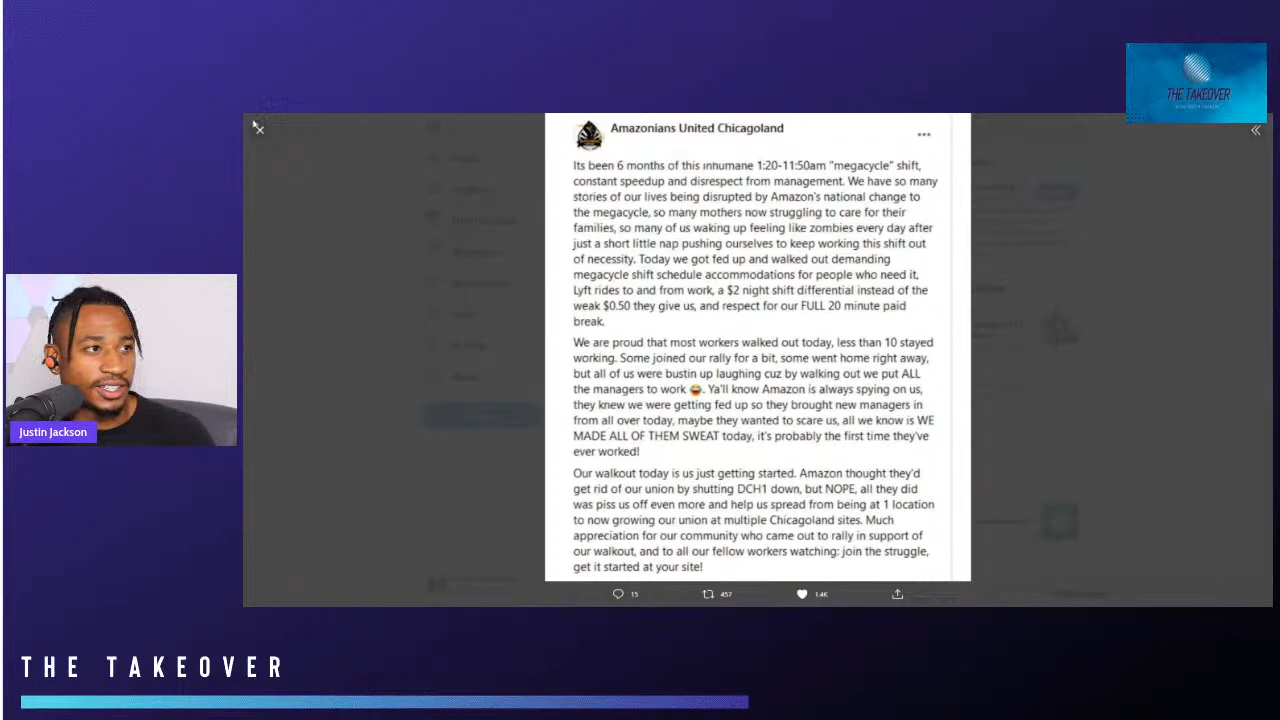 THE TAKEOVER
Amazonians United Chicagoland
Its been 6 months of this inhumane 1:20-11:50am "megacycle" shift,
constant speedup and disrespect from management. We have so many
stories of our lives being disrupted by Amazon's national change to
the megacycle, so many mothers now struggling to care for their
families, so many of us waking up feeling like zombies every day after
just a short little nap pushing ourselves to keep working this shift out
of necessity. Today we got fed up and walked out demanding
megacycle shift schedule accommodations for people who need it,
Lyft rides to and from work, a $2 night shift differential instead of the
weak $0.50 they give us, and respect for our FULL 20 minute paid
break.
We are proud that most workers walked out today, less than 10 stayed
working. Some joined our rally for a bit, some went home right away,
but all of us were bustin up laughing cuz by walking out we put ALL
the managers to work 😂. Ya'll know Amazon is always spying on us,
they knew we were getting fed up so they brought new managers in
from all over today, maybe they wanted to scare us, all we know is WE
MADE ALL OF THEM SWEAT today, it's probably the first time they've
ever worked!
Our walkout today is us just getting started. Amazon thought they'd
get rid of our union by shutting DCH1 down, but NOPE, all they did
was piss us off even more and help us spread from being at 1 location
to now growing our union at multiple Chicagoland sites. Much
appreciation for our community who came out to rally in support of
our walkout, and to all our fellow workers watching: join the struggle,
get it started at your site!
15 457 1.4K
Justin Jackson
THE TAKEOVER